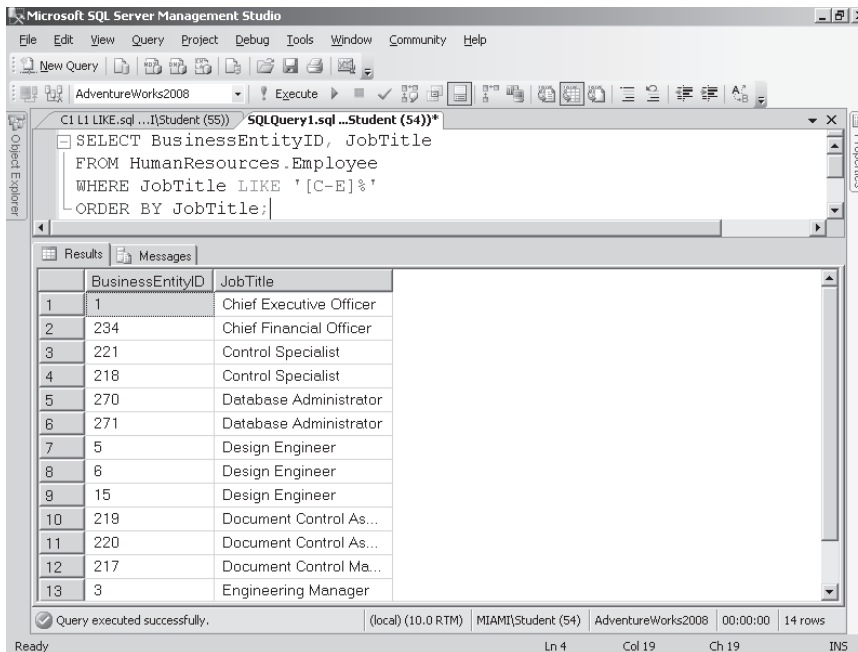 Microsoft SQL Server Management Studio
File Edit View Query Project Debug Tools Window Community Help
New Query
AdventureWorks2008 Execute
C1 L1 LIKE.sql ...I\Student (55)) SQLQuery1.sql ...Student (54))*
Object Explorer
Properties
SELECT BusinessEntityID, JobTitle
FROM HumanResources.Employee
WHERE JobTitle LIKE '[C-E]%'
ORDER BY JobTitle;
Results Messages
BusinessEntityID JobTitle
1 1 Chief Executive Officer
2 234 Chief Financial Officer
3 221 Control Specialist
4 218 Control Specialist
5 270 Database Administrator
6 271 Database Administrator
7 5 Design Engineer
8 6 Design Engineer
9 15 Design Engineer
10 219 Document Control As...
11 220 Document Control As...
12 217 Document Control Ma...
13 3 Engineering Manager
Query executed successfully. (local) (10.0 RTM) MIAMI\Student (54) AdventureWorks2008 00:00:00 14 rows
Ready Ln 4 Col 19 Ch 19 INS